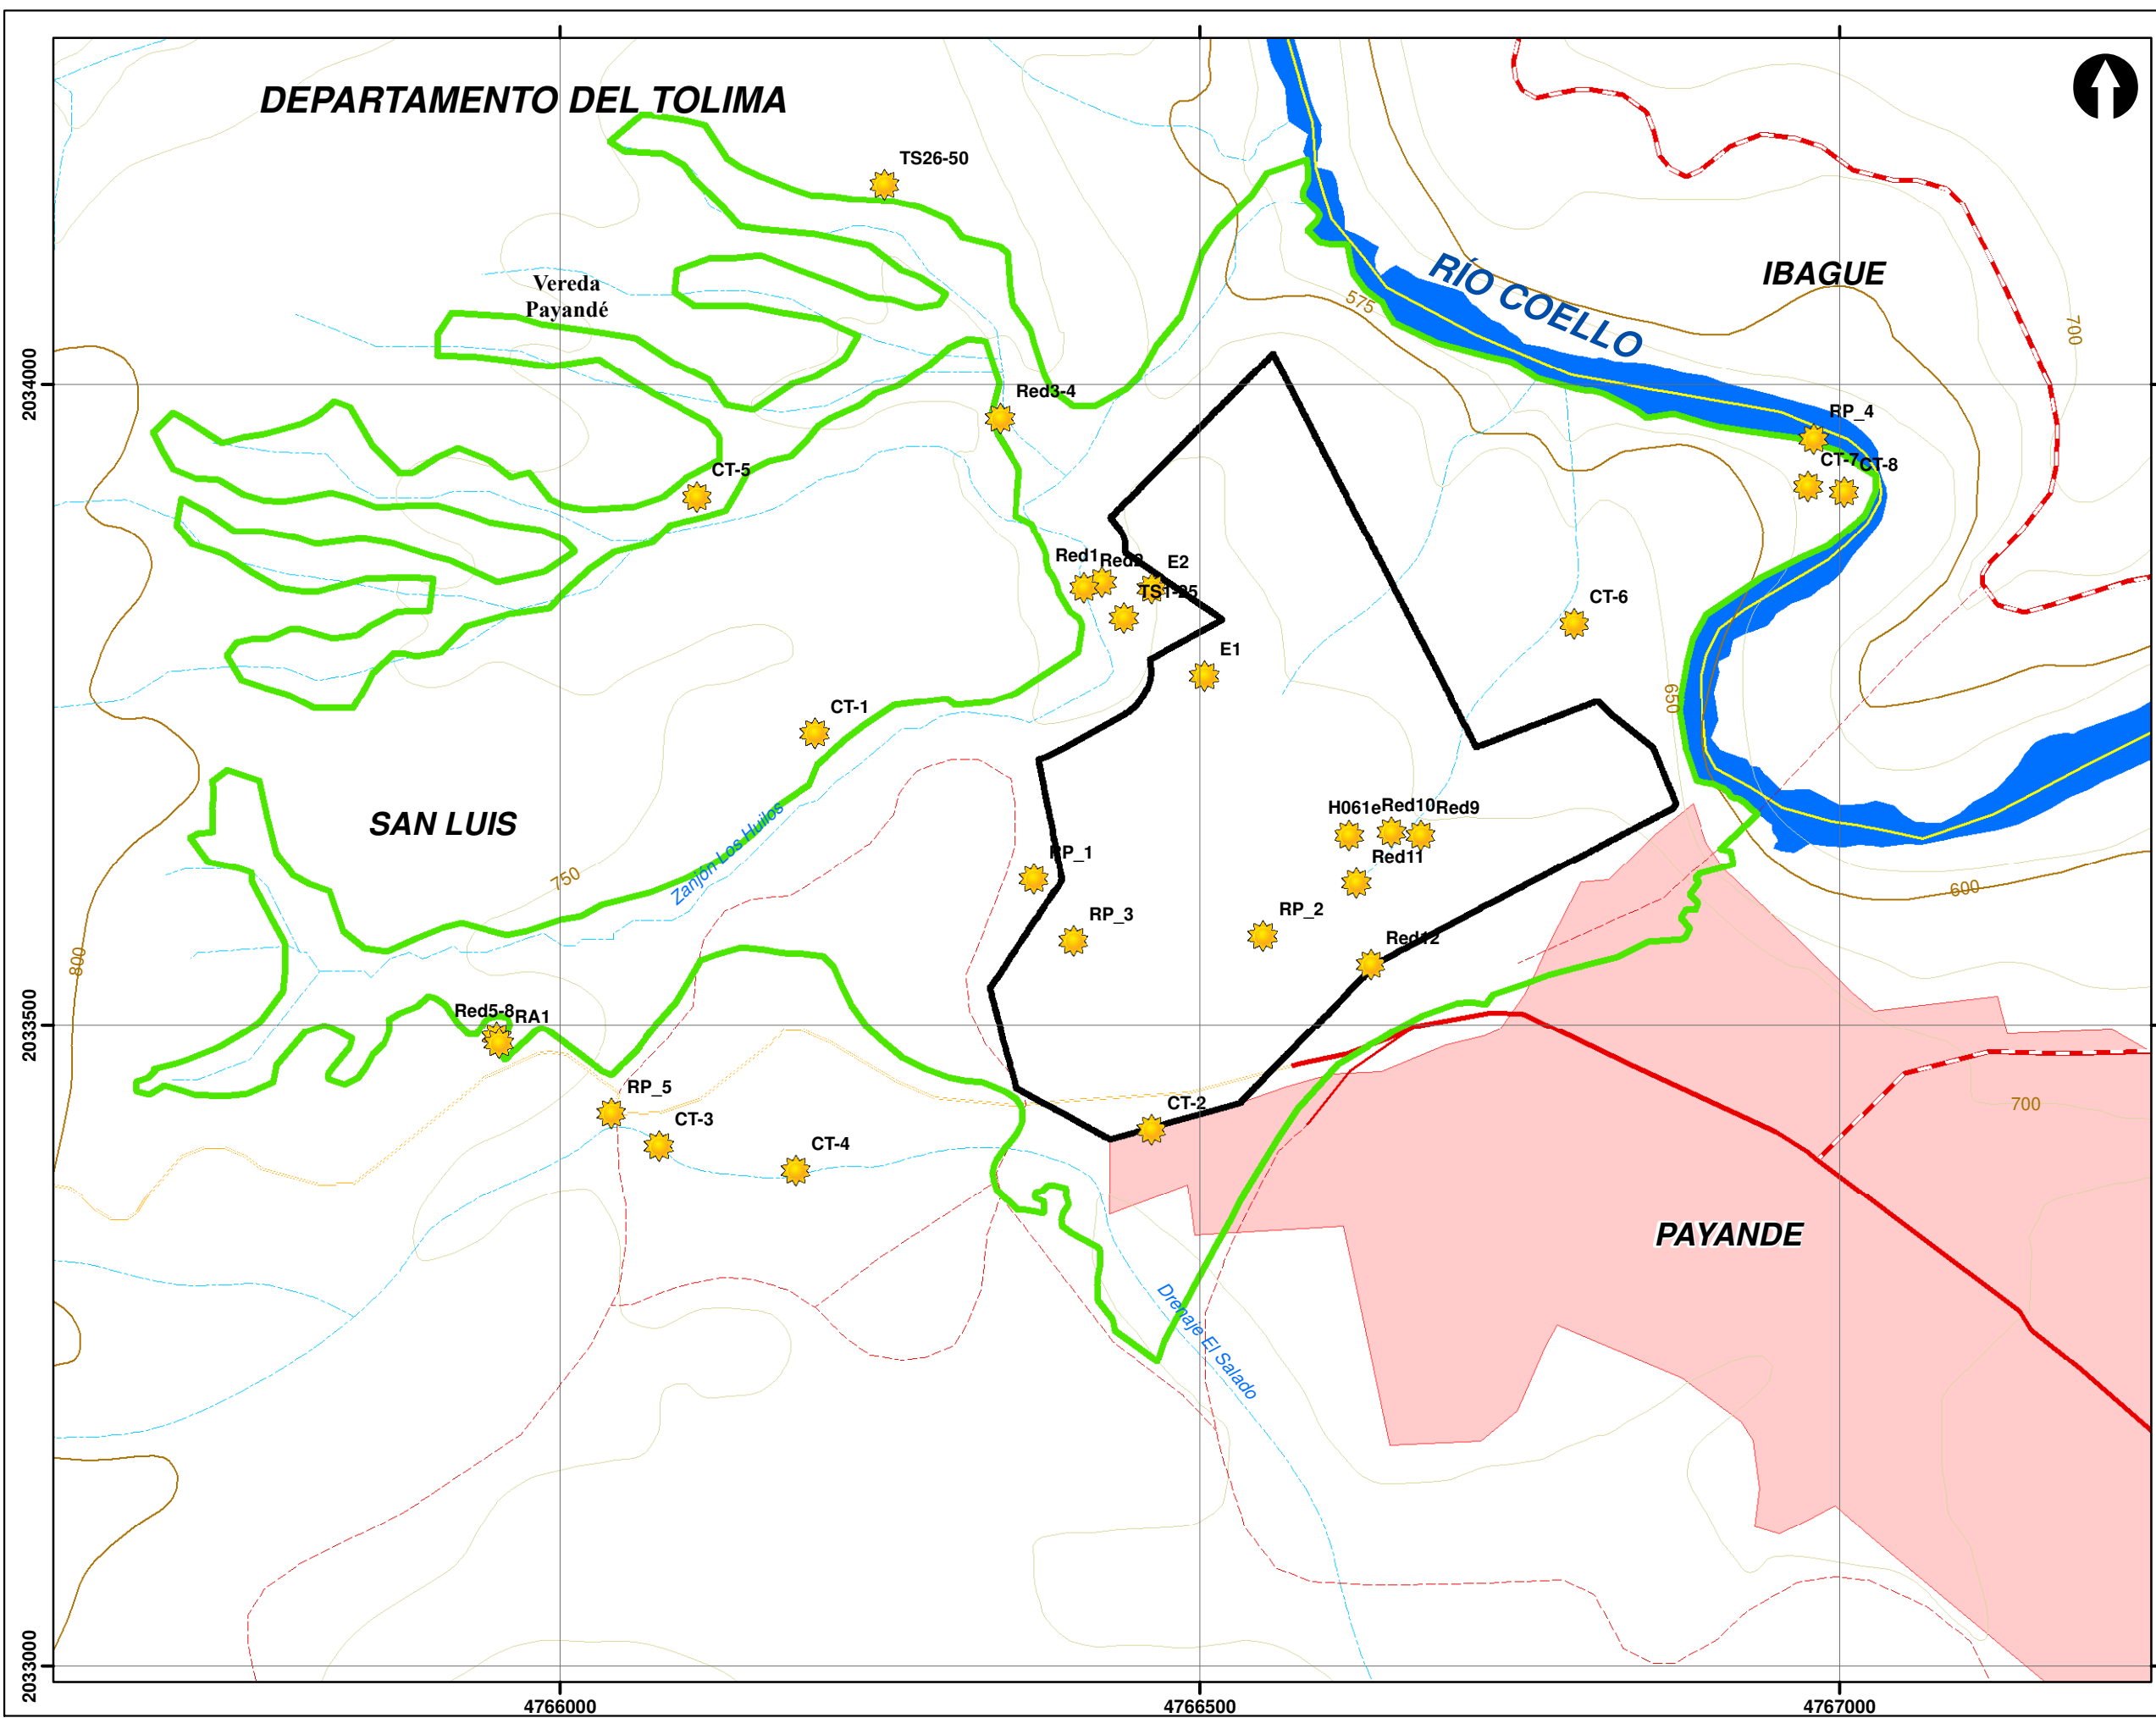 DEPARTAMENTO DEL TOLIMA
TS26-50
Vereda
Payandé
RÍO COELLO
IBAGUE
575
700
2034000
Red3-4
RP_4
CT-5
CT-7
CT-8
Red1
Red2
E2
TS1-25
CT-6
E1
650
CT-1
SAN LUIS
Zanjón Los Huilos
H061e
Red10
Red9
RP_1
Red11
750
600
RP_3
RP_2
Red12
800
2033500
Red5-8
RA1
RP_5
CT-3
CT-2
CT-4
700
PAYANDE
Drenaje El Salado
2033000
4766000
4766500
4767000